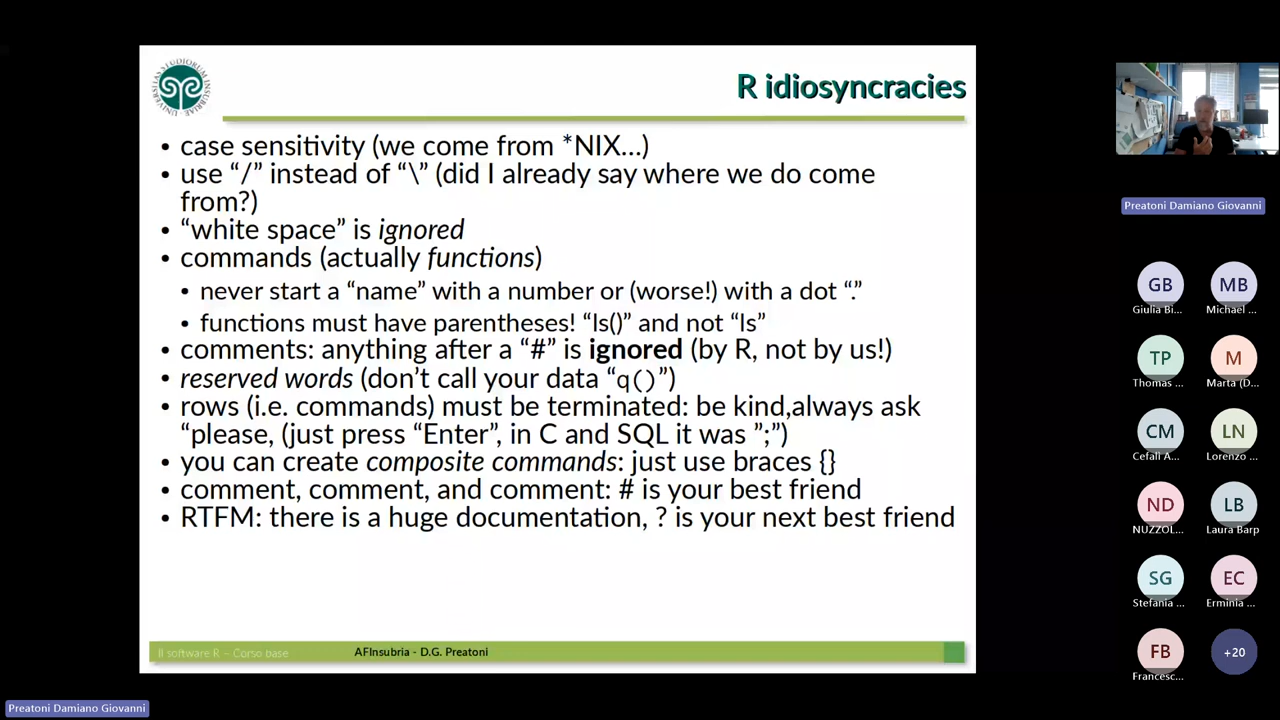 R idiosyncracies
• case sensitivity (we come from *NIX...)
• use “/” instead of “\” (did I already say where we do come
from?)
• “white space” is ignored
• commands (actually functions)
• never start a “name” with a number or (worse!) with a dot “.”
• functions must have parentheses! “ls()” and not “ls”
• comments: anything after a “#” is ignored (by R, not by us!)
• reserved words (don’t call your data “q()”)
• rows (i.e. commands) must be terminated: be kind,always ask
“please, (just press “Enter”, in C and SQL it was ”;”)
• you can create composite commands: just use braces {}
• comment, comment, and comment: # is your best friend
• RTFM: there is a huge documentation, ? is your next best friend
Il software R – Corso base
AFInsubria - D.G. Preatoni
Preatoni Damiano Giovanni
GB
MB
Giulia Bi...
Michael ...
TP
M
Thomas ...
Marta (D...
CM
LN
Cefalì A...
Lorenzo ...
ND
LB
NUZZOL...
Laura Barp
SG
EC
Stefania ...
Erminia ...
FB
+20
Francesc...
Preatoni Damiano Giovanni